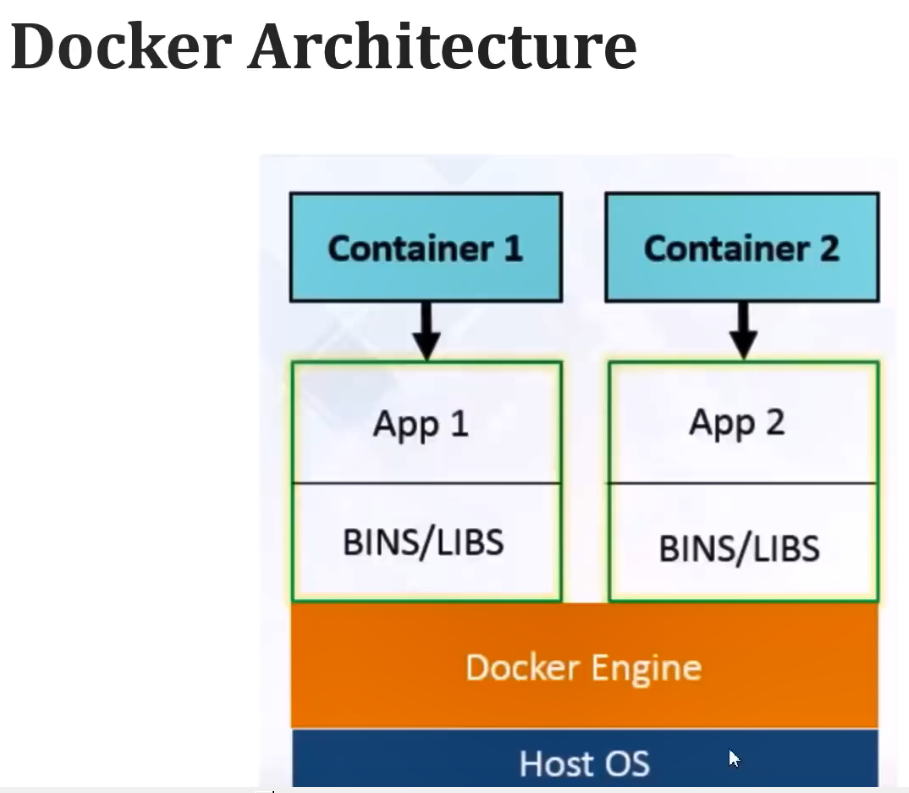 Docker Architecture
Container 1
Container 2
App 1
App 2
BINS/LIBS
BINS/LIBS
Docker Engine
Host OS